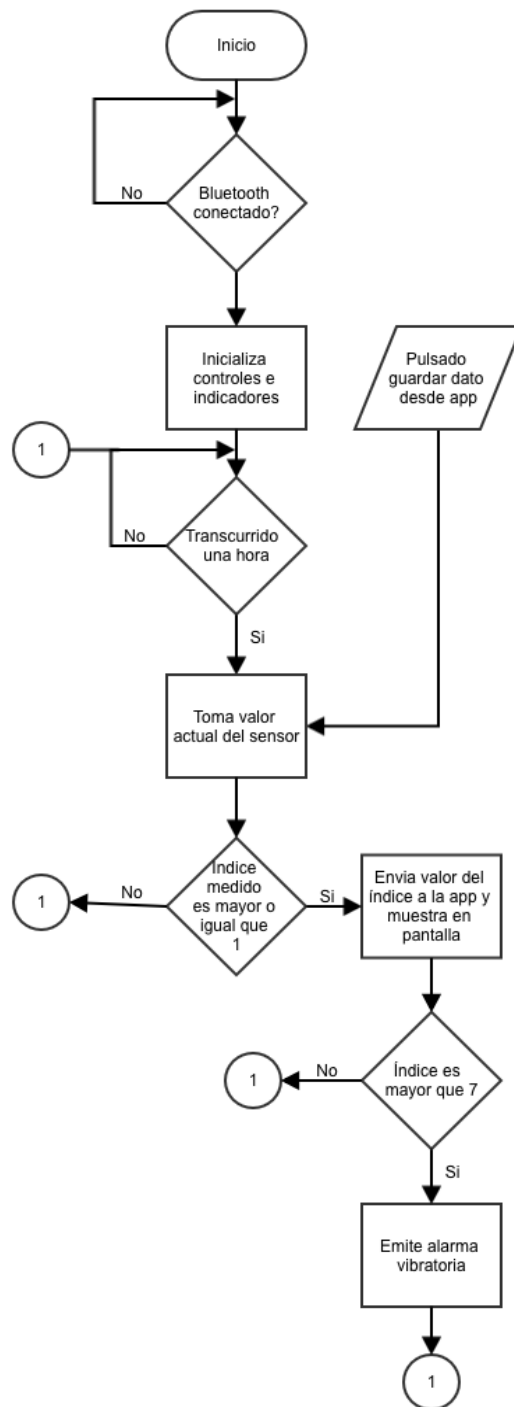 Inicio
No
Bluetooth
conectado?
Inicializa
controles e
indicadores
Pulsado
guardar dato
desde app
1
No
Transcurrido
una hora
Si
Toma valor
actual del sensor
1
No
Indice
medido
es mayor o
igual que
1
Si
Envia valor del
índice a la app y
muestra en
pantalla
1
No
Índice es
mayor que 7
Si
Emite alarma
vibratoria
1